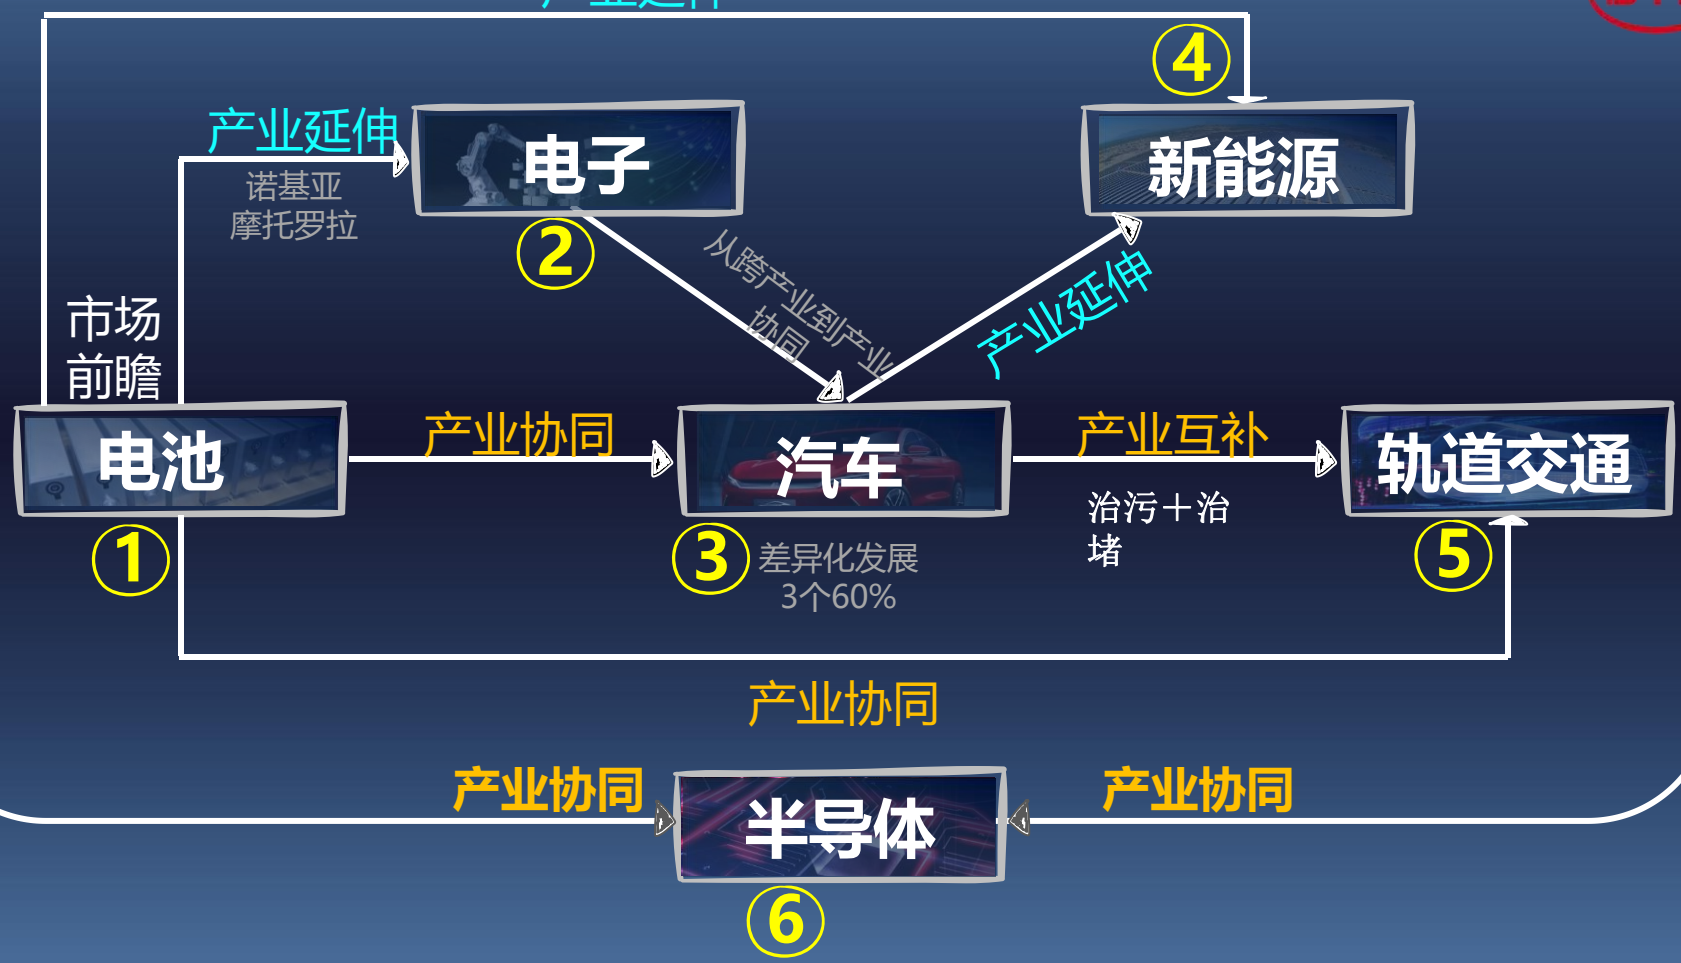 产业延伸
④
产业延伸
电子
新能源
诺基亚
摩托罗拉
②
从跨产业到产业
协同
产业延伸
市场
前瞻
电池
产业协同
汽车
产业互补
轨道交通
①
③
差异化发展
3个60%
治污＋治
堵
⑤
产业协同
产业协同
半导体
产业协同
⑥